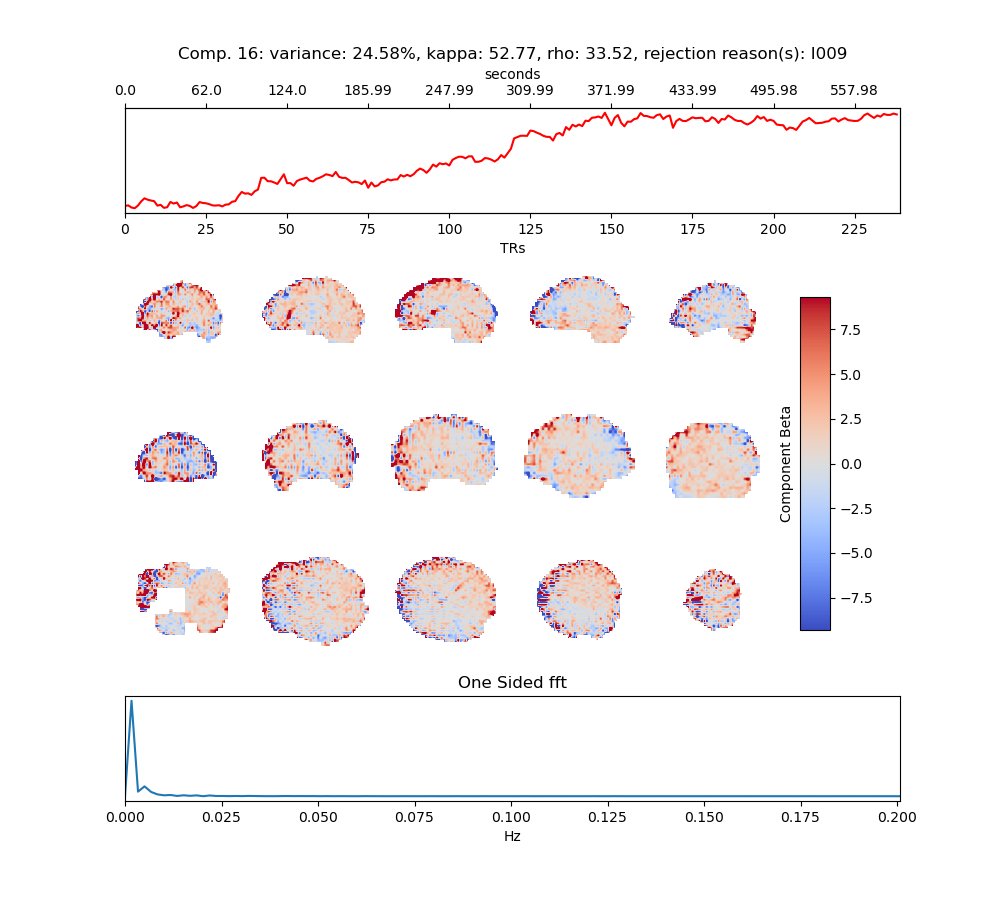 Comp. 16: variance: 24.58%, kappa: 52.77, rho: 33.52, rejection reason(s): I009
seconds
0.0 62.0 124.0 185.99 247.99 309.99 371.99 433.99 495.98 557.98
0 25 50 75 100 125 150 175 200 225
TRs
7.5
5.0
2.5
0.0
−2.5
−5.0
−7.5
Component Beta
One Sided fft
0.000 0.025 0.050 0.075 0.100 0.125 0.150 0.175 0.200
Hz